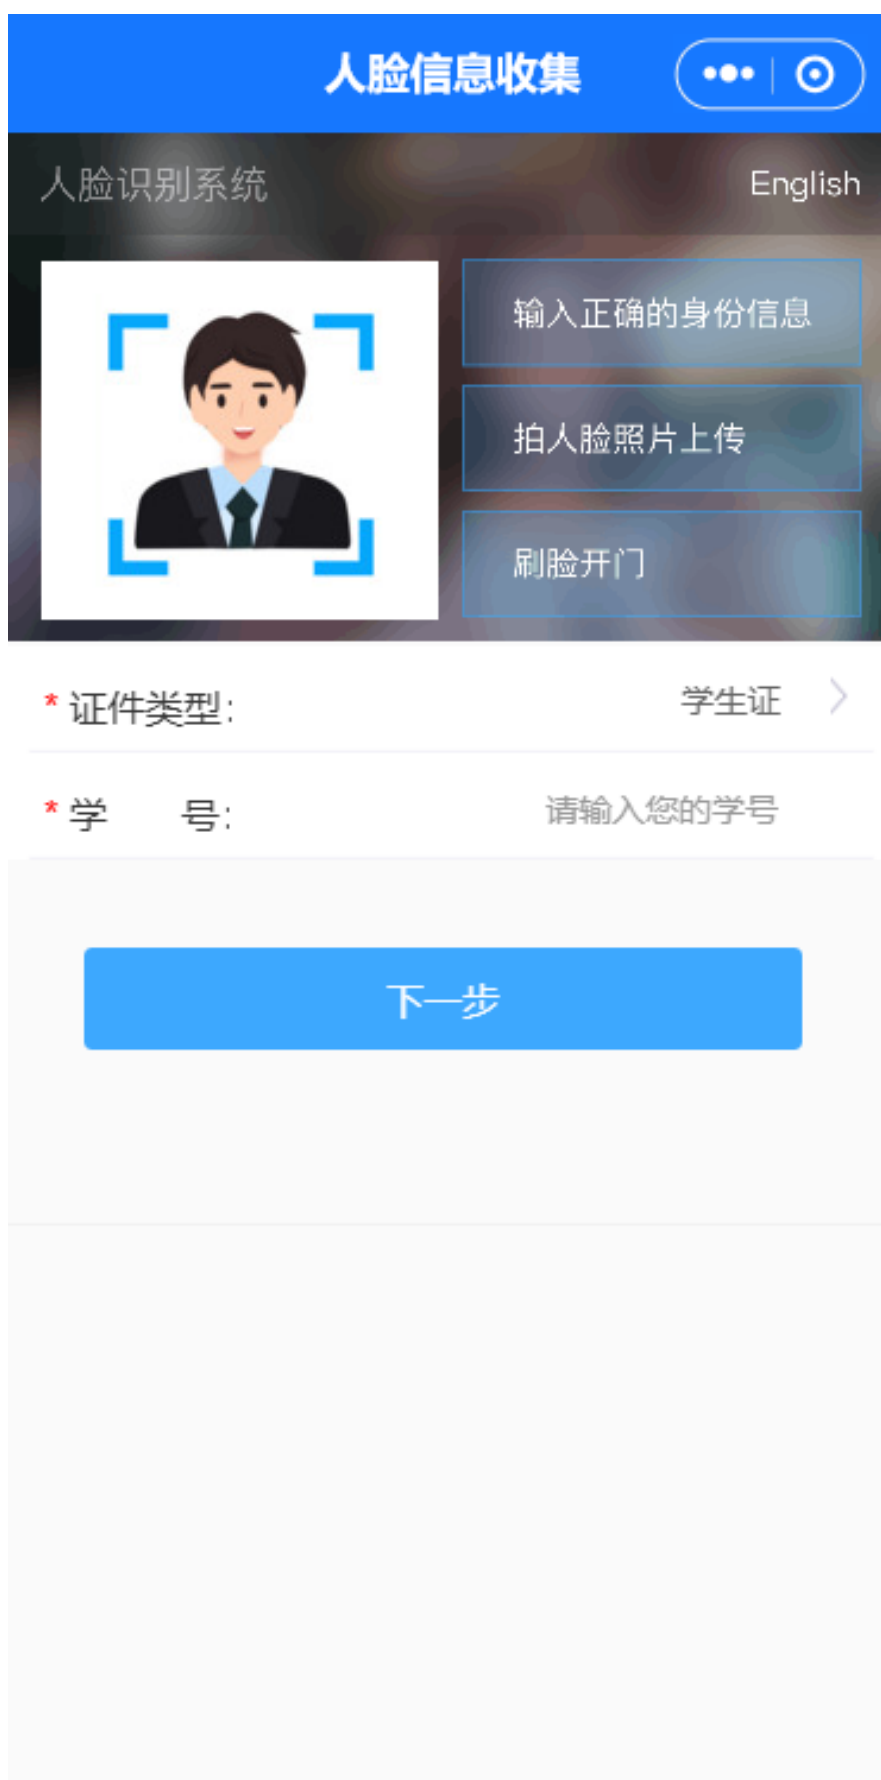 人脸信息收集
人脸识别系统 English
输入正确的身份信息
拍人脸照片上传
刷脸开门
* 证件类型: 学生证
* 学 号: 请输入您的学号
下一步